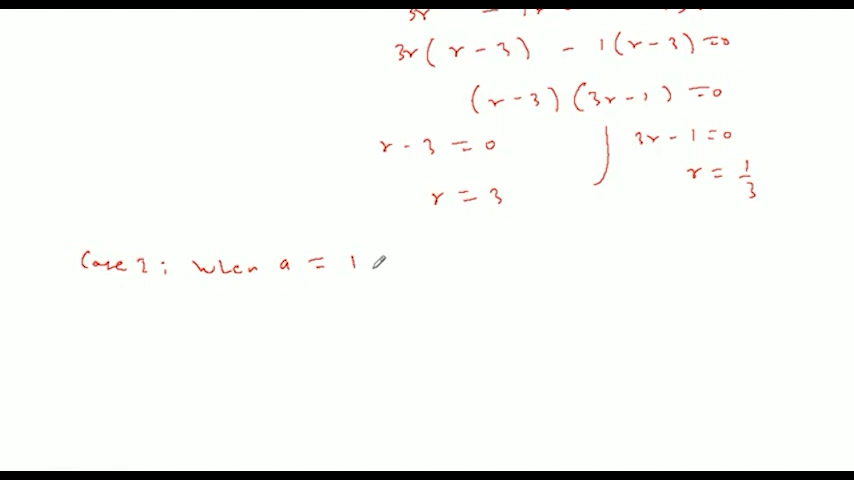 3r(r-3) - 1(r-3)=0
(r-3)(3r-1)=0
r-3=0
3r-1=0
r=3
r=1/3
Case 2: When a = 1